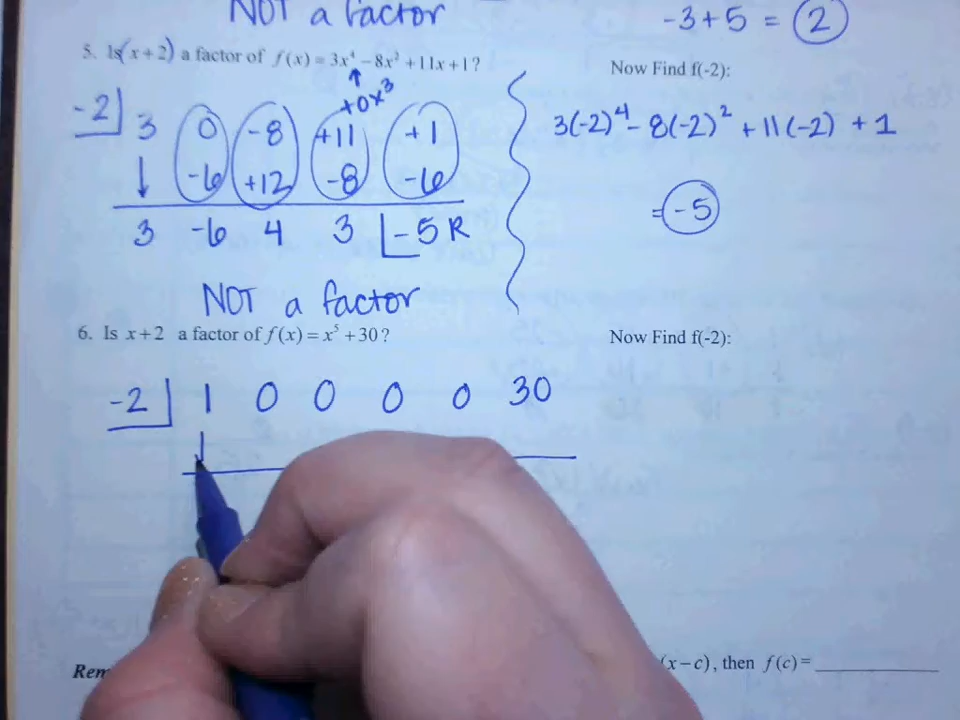 NOT a factor
-3+5 = 2
5. Is (x+2) a factor of f(x) = 3x⁴ - 8x² + 11x + 1?
Now Find f(-2):
+0x³
-2 3 0 -8 +11 +1
-6 +12 -8 -6
3 -6 4 3 -5 R
3(-2)⁴ - 8(-2)² + 11(-2) + 1
= -5
NOT a factor
6. Is x+2 a factor of f(x) = x⁵ + 30?
Now Find f(-2):
-2 1 0 0 0 0 30
(x-c), then f(c) = ________